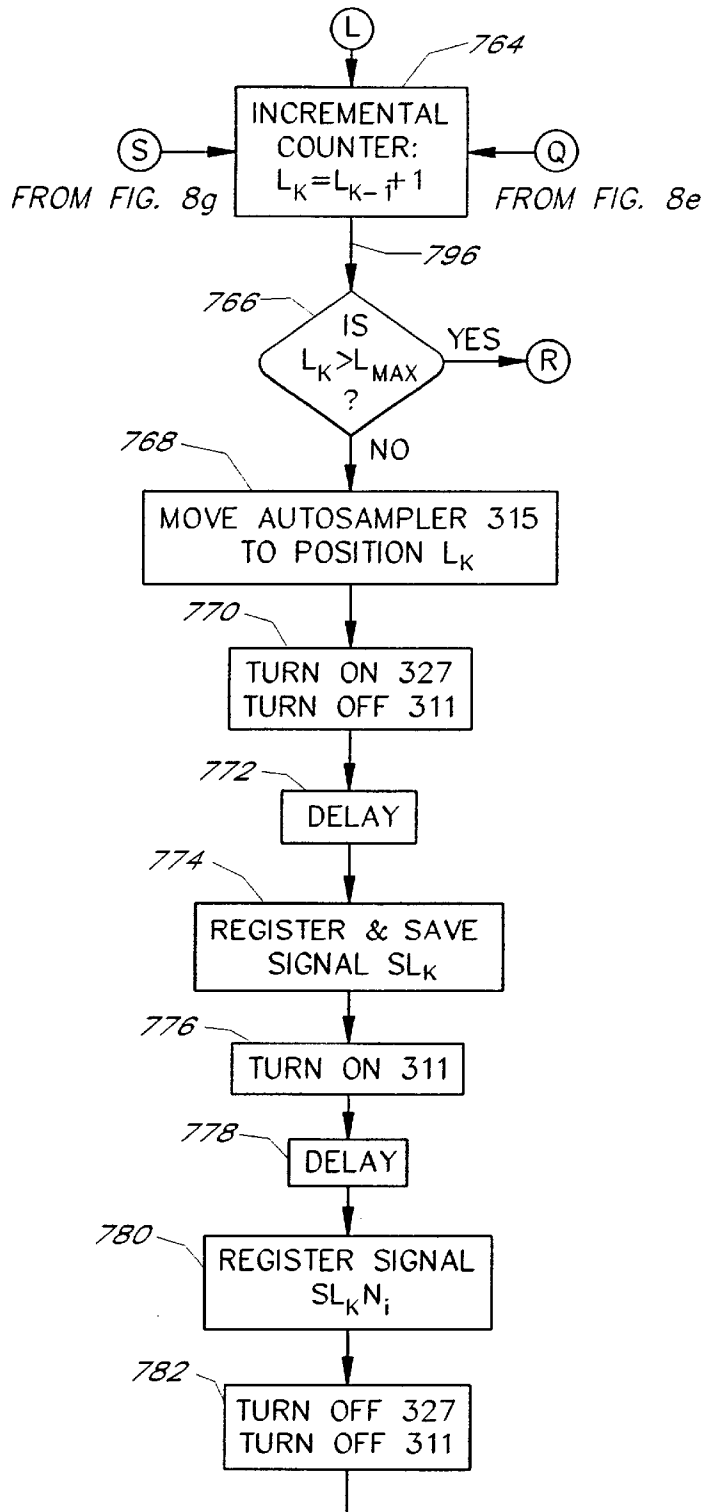 L
764
INCREMENTAL
COUNTER:
L_K=L_{K-1}+1
S
Q
FROM FIG. 8g
FROM FIG. 8e
796
766
IS
L_K>L_MAX
?
YES
R
NO
768
MOVE AUTOSAMPLER 315
TO POSITION L_K
770
TURN ON 327
TURN OFF 311
772
DELAY
774
REGISTER & SAVE
SIGNAL SL_K
776
TURN ON 311
778
DELAY
780
REGISTER SIGNAL
SL_KN_i
782
TURN OFF 327
TURN OFF 311